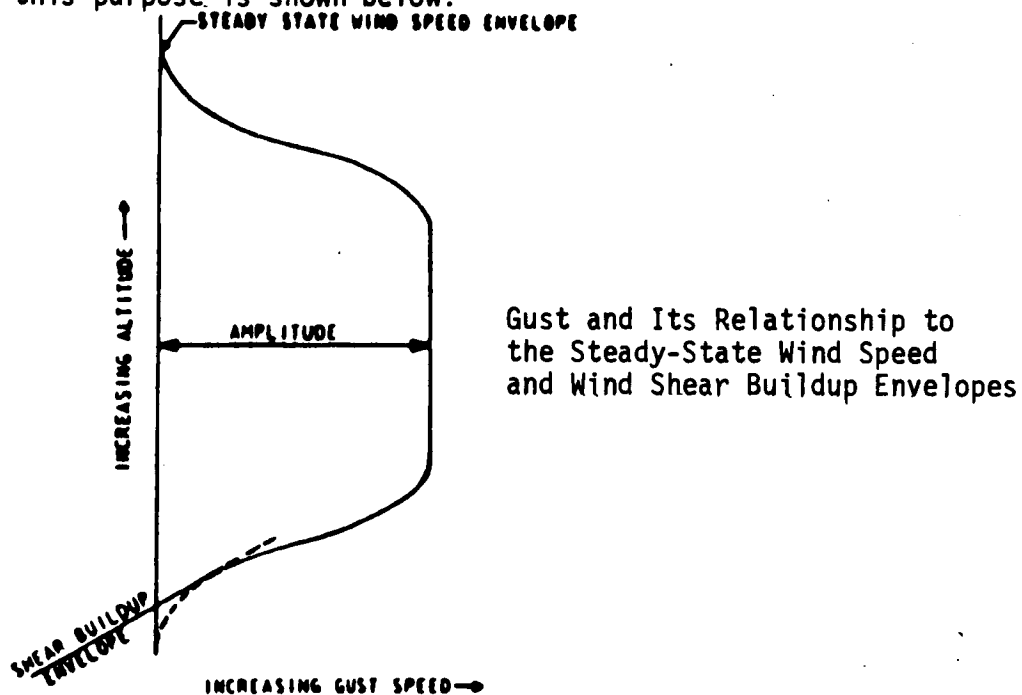 this purpose is shown below.
STEADY STATE WIND SPEED ENVELOPE
INCREASING ALTITUDE
AMPLITUDE
Gust and Its Relationship to
the Steady-State Wind Speed
and Wind Shear Buildup Envelopes
SHEAR BUILDUP
ENVELOPE
INCREASING GUST SPEED